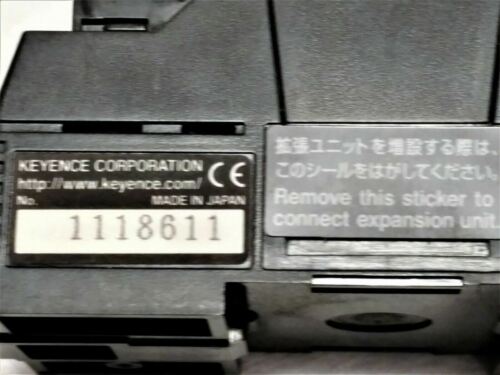 KEYENCE CORPORATION
http://www.keyence.com/
CE
No. MADE IN JAPAN
1118611
拡張ユニットを増設する際は、
このシールをはがしてください。
Remove this sticker to
connect expansion unit.